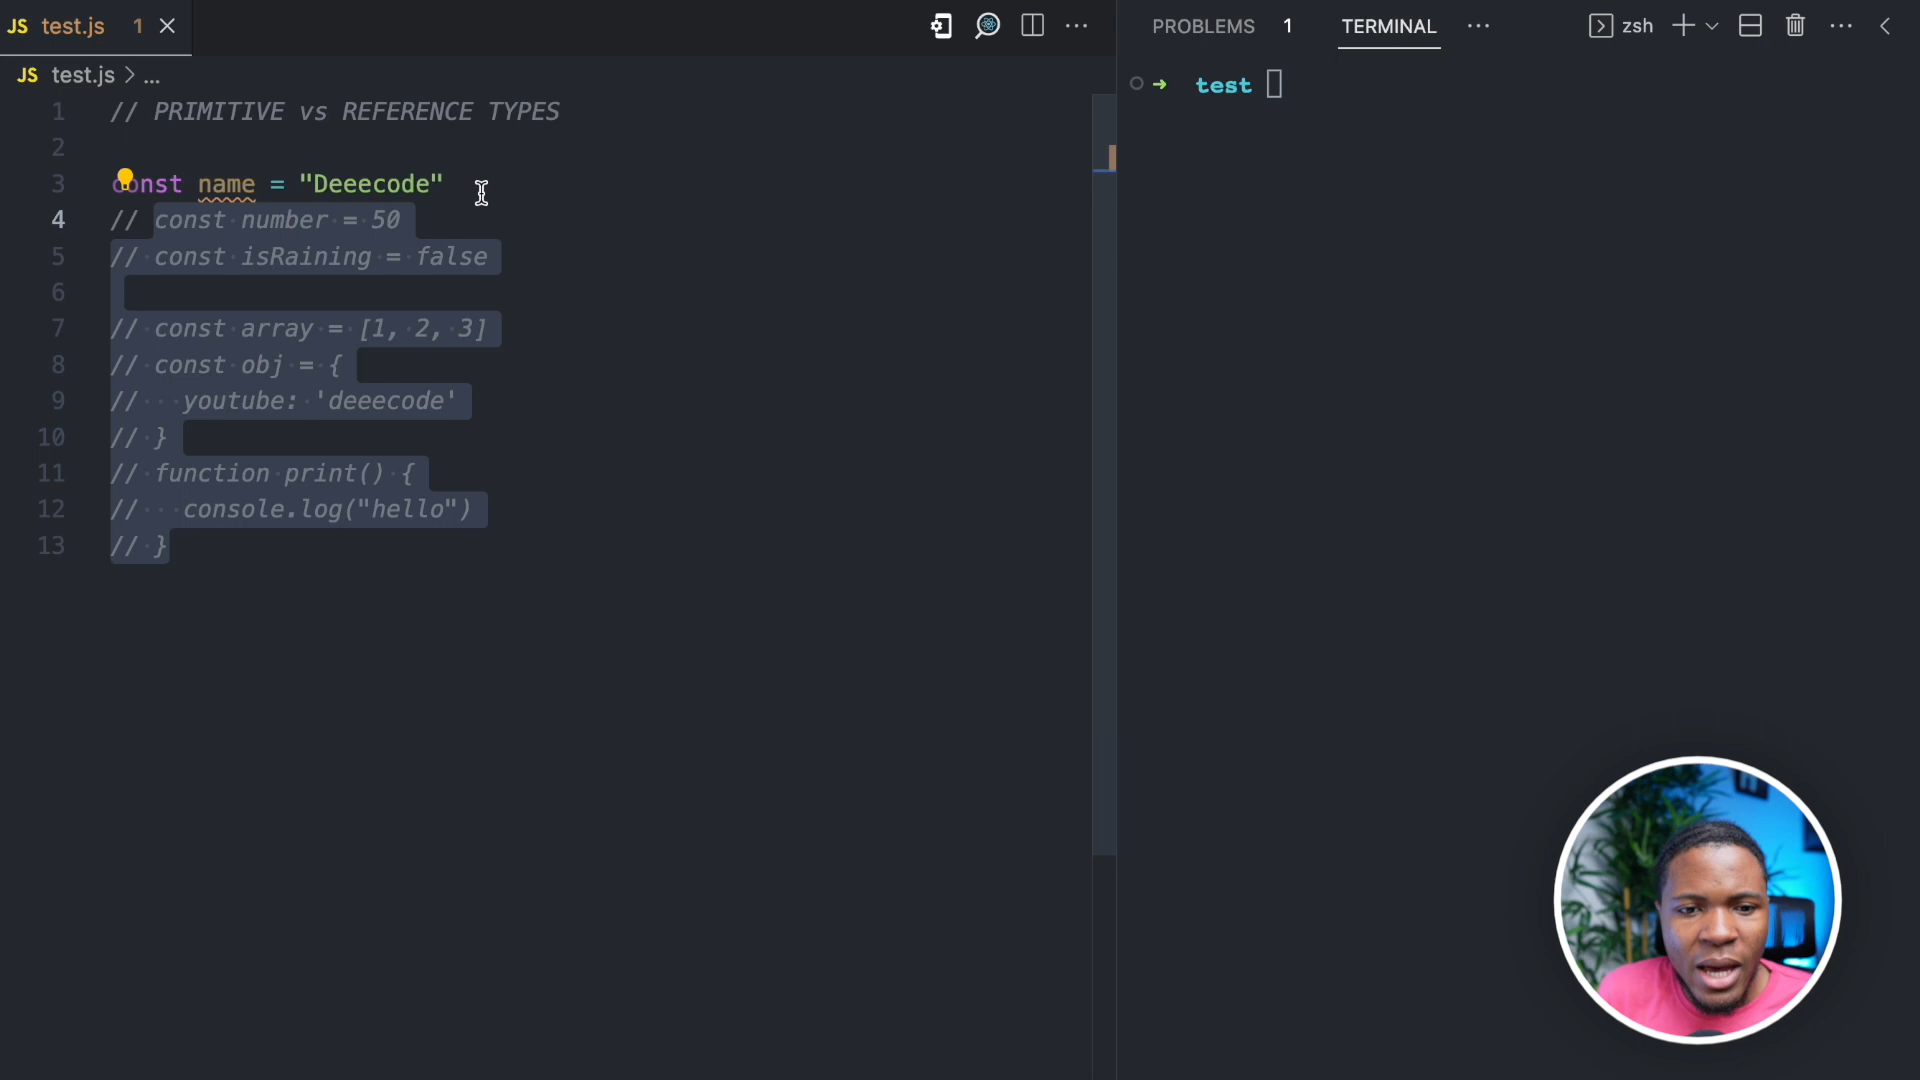 JS test.js 1
PROBLEMS 1 TERMINAL ... zsh
JS test.js > ...
test
1 // PRIMITIVE vs REFERENCE TYPES
2
3 const name = "Deeecode"
4 // const number = 50
5 // const isRaining = false
6
7 // const array = [1, 2, 3]
8 // const obj = {
9 //   youtube: 'deeecode'
10 // }
11 // function print() {
12 //   console.log("hello")
13 // }